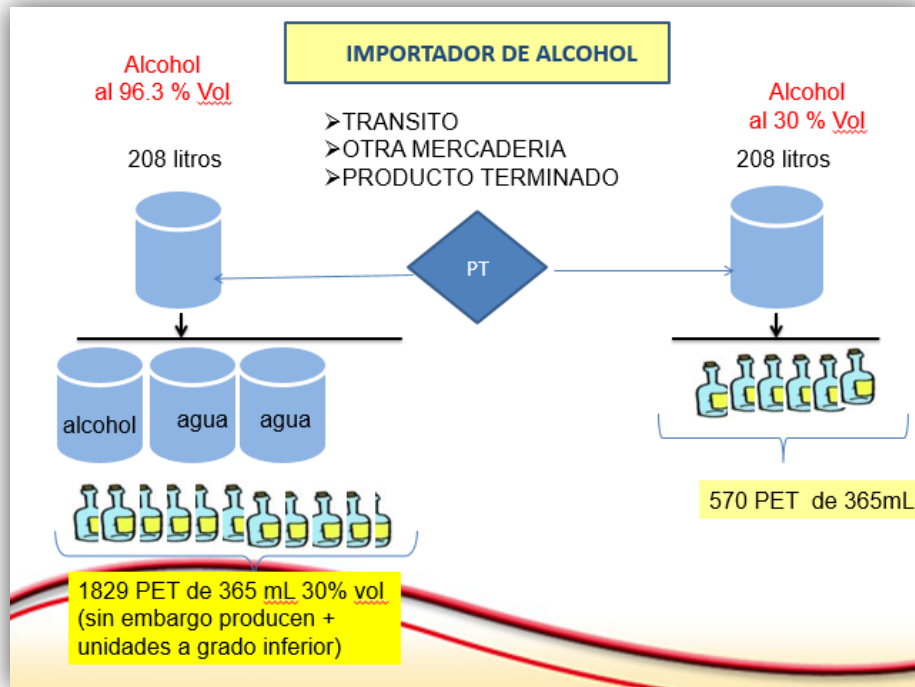 IMPORTADOR DE ALCOHOL
Alcohol
al 96.3 % Vol
208 litros
➢TRANSITO
➢OTRA MERCADERIA
➢PRODUCTO TERMINADO
Alcohol
al 30 % Vol
208 litros
PT
alcohol
agua
agua
570 PET de 365mL
1829 PET de 365 mL 30% vol
(sin embargo producen +
unidades a grado inferior)